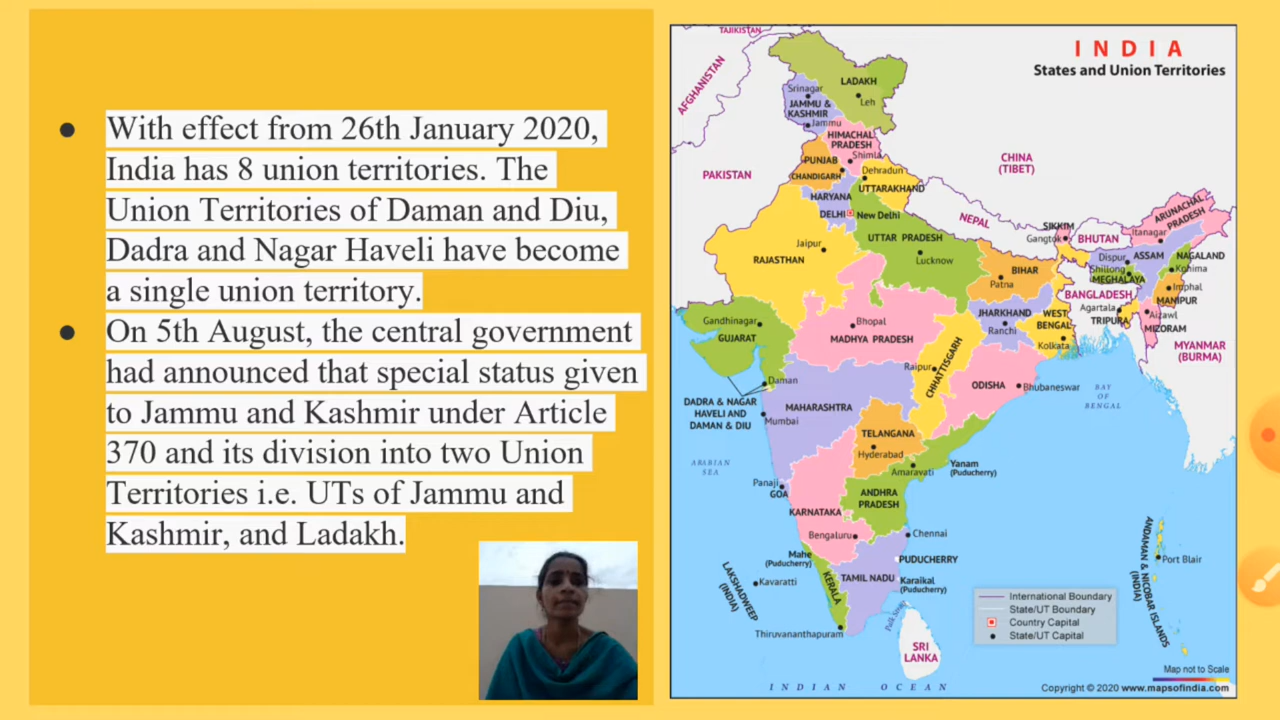 With effect from 26th January 2020,
India has 8 union territories. The
Union Territories of Daman and Diu,
Dadra and Nagar Haveli have become
a single union territory.
On 5th August, the central government
had announced that special status given
to Jammu and Kashmir under Article
370 and its division into two Union
Territories i.e. UTs of Jammu and
Kashmir, and Ladakh.
INDIA
States and Union Territories
TAJIKISTAN
AFGHANISTAN
PAKISTAN
CHINA
(TIBET)
NEPAL
BHUTAN
BANGLADESH
MYANMAR
(BURMA)
SRI
LANKA
LADAKH
Leh
Srinagar
JAMMU &
KASHMIR
Jammu
HIMACHAL
PRADESH
Shimla
PUNJAB
CHANDIGARH
Dehradun
UTTARAKHAND
HARYANA
DELHI
New Delhi
UTTAR PRADESH
Lucknow
Jaipur
RAJASTHAN
BIHAR
Patna
SIKKIM
Gangtok
ARUNACHAL
PRADESH
Itanagar
Dispur
ASSAM
NAGALAND
Kohima
Shillong
MEGHALAYA
Imphal
MANIPUR
Agartala
TRIPURA
Aizawl
MIZORAM
Gandhinagar
GUJARAT
Bhopal
MADHYA PRADESH
JHARKHAND
Ranchi
WEST
BENGAL
Kolkata
Raipur
CHHATTISGARH
ODISHA
Bhubaneswar
Daman
DADRA & NAGAR
HAVELI AND
DAMAN & DIU
MAHARASHTRA
Mumbai
TELANGANA
Hyderabad
Amaravati
Yanam
(Puducherry)
ANDHRA
PRADESH
Panaji
GOA
KARNATAKA
Bengaluru
Chennai
Mahe
(Puducherry)
PUDUCHERRY
KERALA
TAMIL NADU
Karaikal
(Puducherry)
LAKSHADWEEP
(INDIA)
Kavaratti
Thiruvananthapuram
ANDAMAN & NICOBAR ISLANDS
(INDIA)
Port Blair
ARABIAN
SEA
BAY
OF
BENGAL
Palk Strait
INDIAN OCEAN
International Boundary
State/UT Boundary
Country Capital
State/UT Capital
Map not to Scale
Copyright © 2020 www.mapsofindia.com